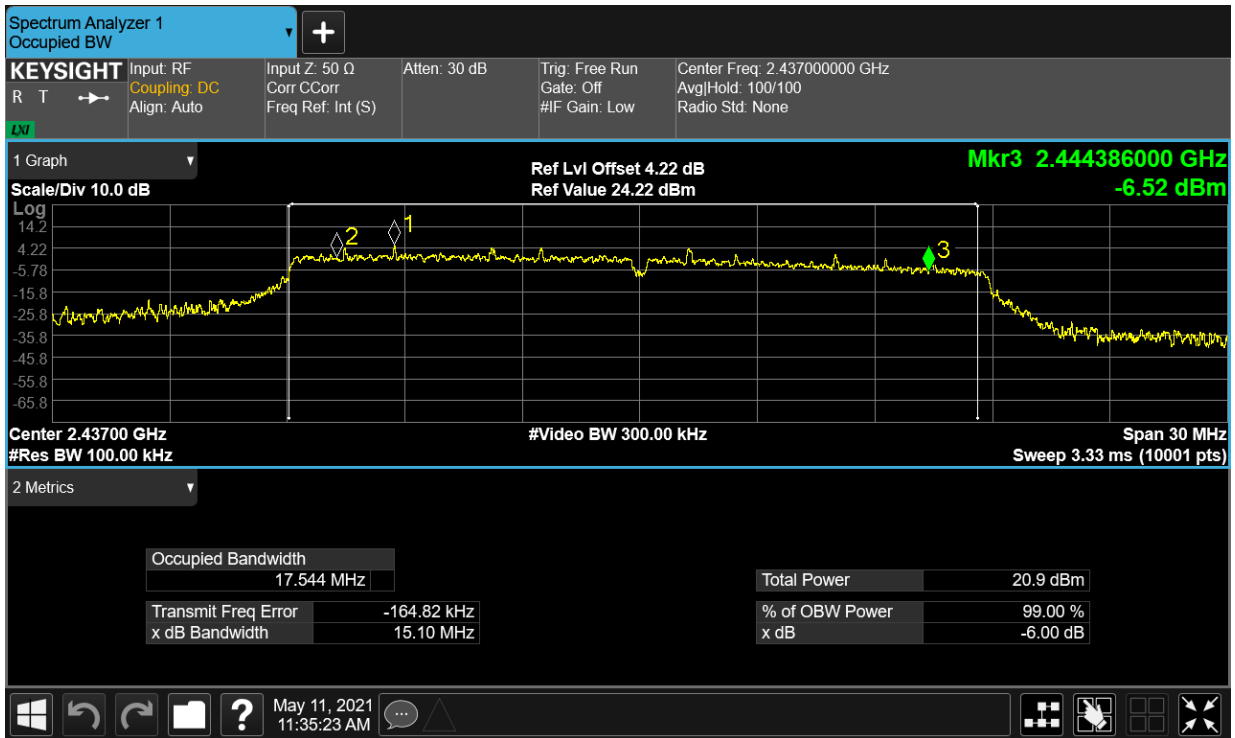 Spectrum Analyzer 1
Occupied BW
▼
+
KEYSIGHT
R T
LXI
Input: RF
Coupling: DC
Align: Auto
Input Z: 50 Ω
Corr CCorr
Freq Ref: Int (S)
Atten: 30 dB
Trig: Free Run
Gate: Off
#IF Gain: Low
Center Freq: 2.437000000 GHz
Avg|Hold: 100/100
Radio Std: None
1 Graph ▼
Scale/Div 10.0 dB
Ref Lvl Offset 4.22 dB
Ref Value 24.22 dBm
Mkr3 2.444386000 GHz
-6.52 dBm
Log
14.2
4.22
-5.78
-15.8
-25.8
-35.8
-45.8
-55.8
-65.8
2
1
3
Center 2.43700 GHz
#Video BW 300.00 kHz
Span 30 MHz
#Res BW 100.00 kHz
Sweep 3.33 ms (10001 pts)
2 Metrics ▼
Occupied Bandwidth
17.544 MHz
Transmit Freq Error -164.82 kHz
x dB Bandwidth 15.10 MHz
Total Power 20.9 dBm
% of OBW Power 99.00 %
x dB -6.00 dB
?
May 11, 2021
11:35:23 AM